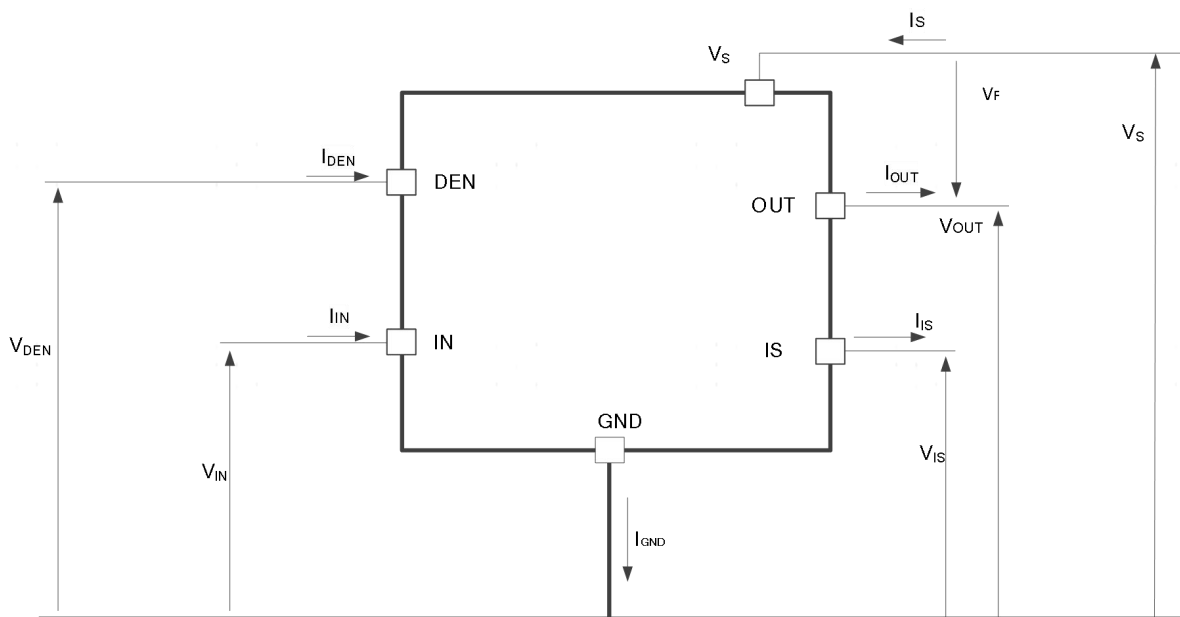 IS
VS
VF
VS
IDEN
DEN
IOUT
OUT
VOUT
IIN
IN
VDEN
IIS
IS
GND
VIN
VIS
IGND